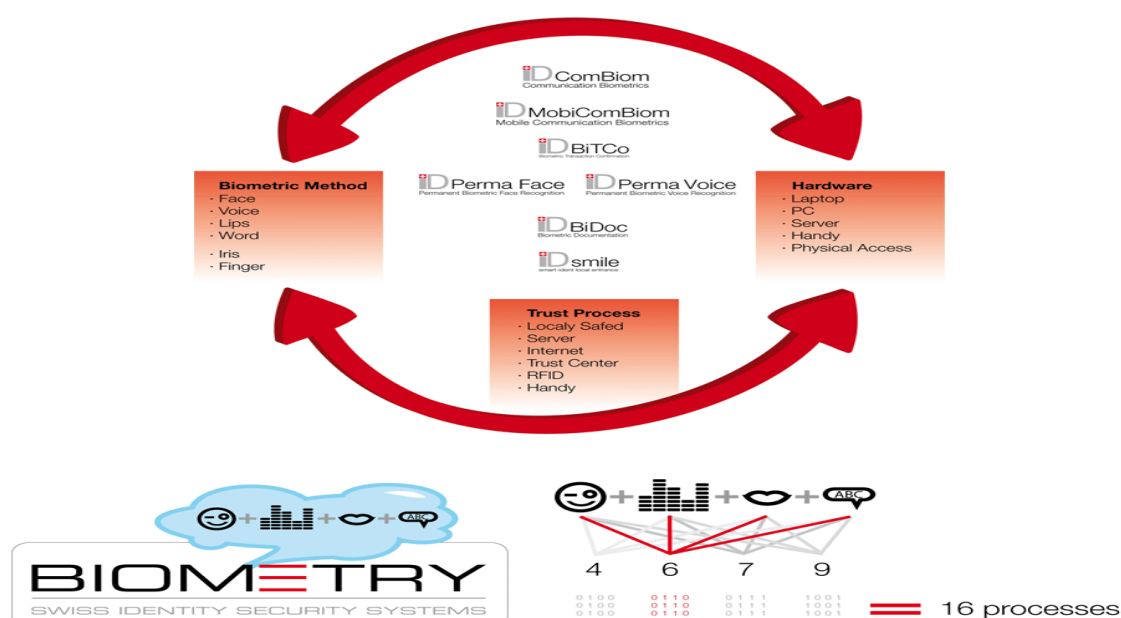 iD ComBiom
Communication Biometrics
iD MobiComBiom
Mobile Communication Biometrics
iD BiTCo
Biometric Transaction Confirmation
iD Perma Face
Permanent Biometric Face Recognition
iD Perma Voice
Permanent Biometric Voice Recognition
iD BiDoc
Biometric Documentation
iD smile
smart-ident local entrance
Biometric Method
· Face
· Voice
· Lips
· Word
· Iris
· Finger
Hardware
· Laptop
· PC
· Server
· Handy
· Physical Access
Trust Process
· Localy Safed
· Server
· Internet
· Trust Center
· RFID
· Handy
+ + + ABC
BIOMETRY
SWISS IDENTITY SECURITY SYSTEMS
+ + + ABC
4 6 7 9
0100 0110 0111 1001
0100 0110 0111 1001
0100 0110 0111 1001
= 16 processes